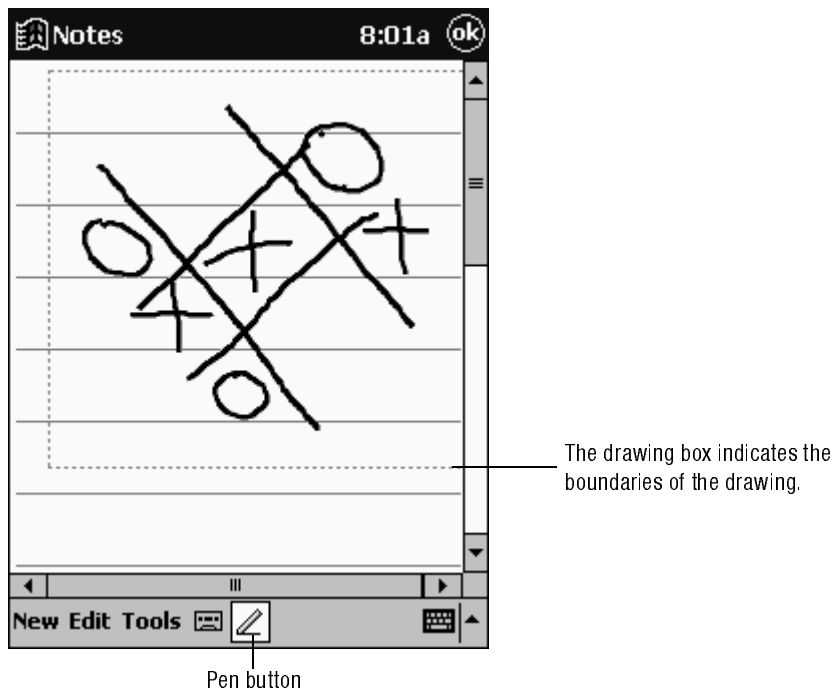 Notes 8:01a ok
The drawing box indicates the
boundaries of the drawing.
New Edit Tools
Pen button